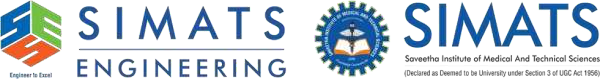 SIMATS
ENGINEERING
Engineer to Excel
SIMATS
Saveetha Institute of Medical And Technical Sciences
(Declared as Deemed to be University under Section 3 of UGC Act 1956)